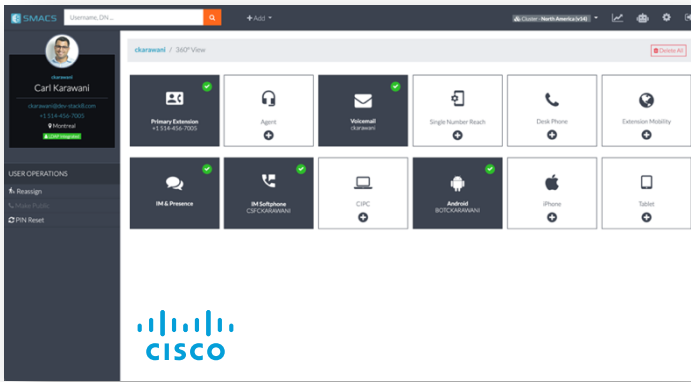 SMACS
Username, DN ...
+Add
Cluster - North America (v14)
ckarawani
Carl Karawani
ckarawani@dev-stack8.com
+1 514-456-7005
Montreal
LDAP Integrated
USER OPERATIONS
Reassign
Make Public
PIN Reset
ckarawani / 360° View
Delete All
Primary Extension
+1 514-456-7005
Agent
Voicemail
ckarawani
Single Number Reach
Desk Phone
Extension Mobility
IM & Presence
IM Softphone
CSFCKARAWANI
CIPC
Android
BOTCKARAWANI
iPhone
Tablet
CISCO